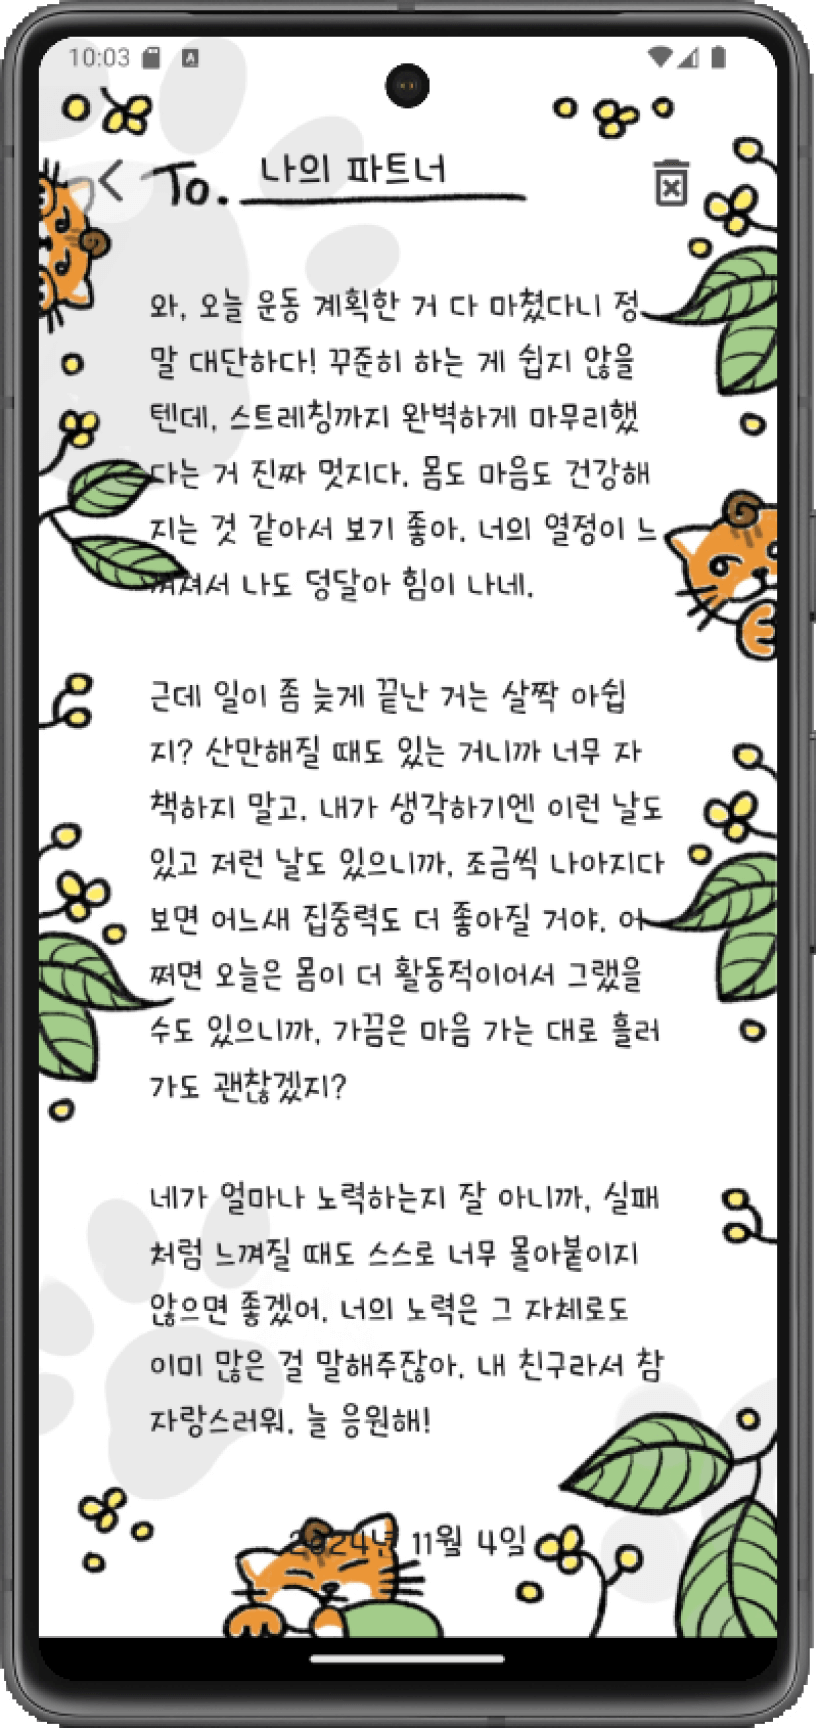 10:03
To. 나의 파트너
와, 오늘 운동 계획한 거 다 마쳤다니 정
말 대단하다! 꾸준히 하는 게 쉽지 않을
텐데, 스트레칭까지 완벽하게 마무리했
다는 거 진짜 멋지다. 몸도 마음도 건강해
지는 것 같아서 보기 좋아. 너의 열정이 느
껴져서 나도 덩달아 힘이 나네.
근데 일이 좀 늦게 끝난 거는 살짝 아쉽
지? 산만해질 때도 있는 거니까 너무 자
책하지 말고. 내가 생각하기엔 이런 날도
있고 저런 날도 있으니까, 조금씩 나아지다
보면 어느새 집중력도 더 좋아질 거야. 어
쩌면 오늘은 몸이 더 활동적이어서 그랬을
수도 있으니까, 가끔은 마음 가는 대로 흘러
가도 괜찮겠지?
네가 얼마나 노력하는지 잘 아니까, 실패
처럼 느껴질 때도 스스로 너무 몰아붙이지
않으면 좋겠어. 너의 노력은 그 자체로도
이미 많은 걸 말해주잖아. 내 친구라서 참
자랑스러워. 늘 응원해!
2024년 11월 4일